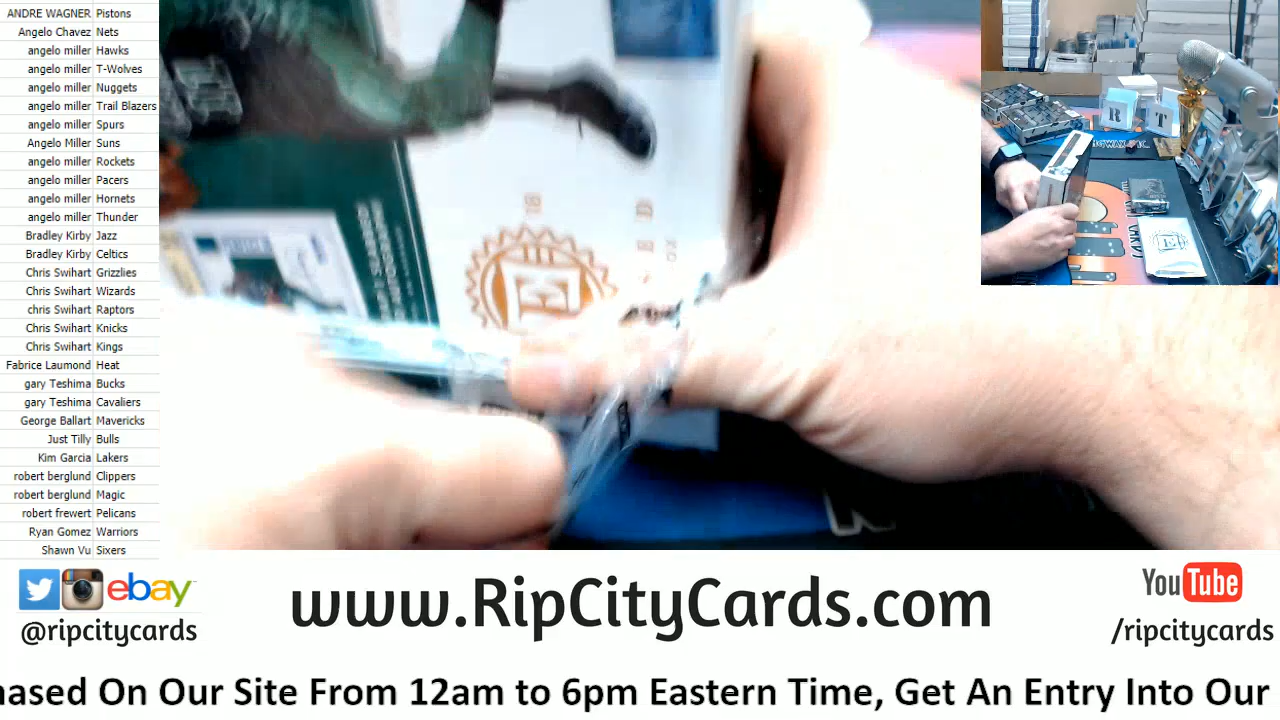 ANDRE WAGNER Pistons
Angelo Chavez Nets
angelo miller Hawks
angelo miller T-Wolves
angelo miller Nuggets
angelo miller Trail Blazers
angelo miller Spurs
Angelo Miller Suns
angelo miller Rockets
angelo miller Pacers
angelo miller Hornets
angelo miller Thunder
Bradley Kirby Jazz
Bradley Kirby Celtics
Chris Swihart Grizzlies
Chris Swihart Wizards
chris Swihart Raptors
Chris Swihart Knicks
Chris Swihart Kings
Fabrice Laumond Heat
gary Teshima Bucks
gary Teshima Cavaliers
George Ballart Mavericks
Just Tilly Bulls
Kim Garcia Lakers
robert berglund Clippers
robert berglund Magic
robert frewert Pelicans
Ryan Gomez Warriors
Shawn Vu Sixers
E
R T
E
ebay
@ripcitycards
www.RipCityCards.com
YouTube
/ripcitycards
ased On Our Site From 12am to 6pm Eastern Time, Get An Entry Into Our